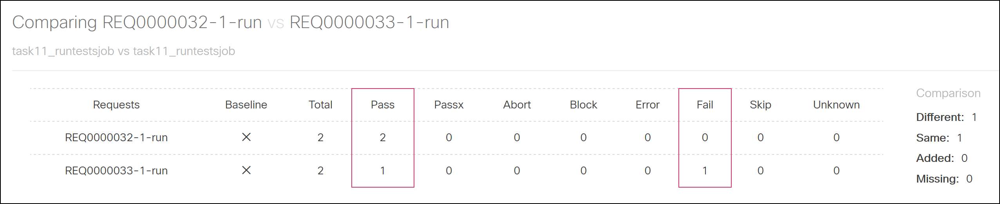 Comparing REQ0000032-1-run vs REQ0000033-1-run
task11_runtestsjob vs task11_runtestsjob
Requests Baseline Total Pass Passx Abort Block Error Fail Skip Unknown
REQ0000032-1-run 2 2 0 0 0 0 0 0 0
REQ0000033-1-run 2 1 0 0 0 0 1 0 0
Comparison
Different: 1
Same: 1
Added: 0
Missing: 0